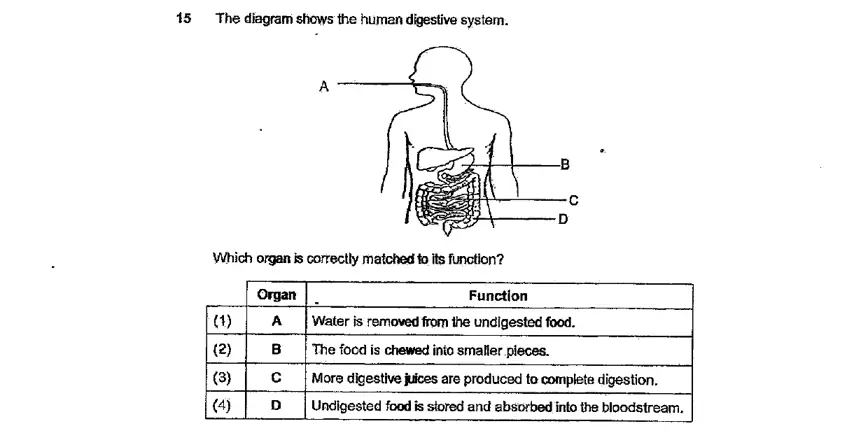 15 The diagram shows the human digestive system.
A
B
C
D
Which organ is correctly matched to its function?
Organ Function
(1) A Water is removed from the undigested food.
(2) B The food is chewed into smaller pieces.
(3) C More digestive juices are produced to complete digestion.
(4) D Undigested food is stored and absorbed into the bloodstream.